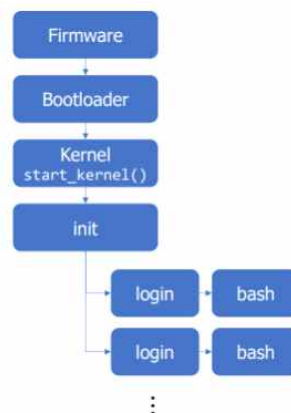 Firmware
Bootloader
Kernel
start_kernel()
init
login bash
login bash
⋮